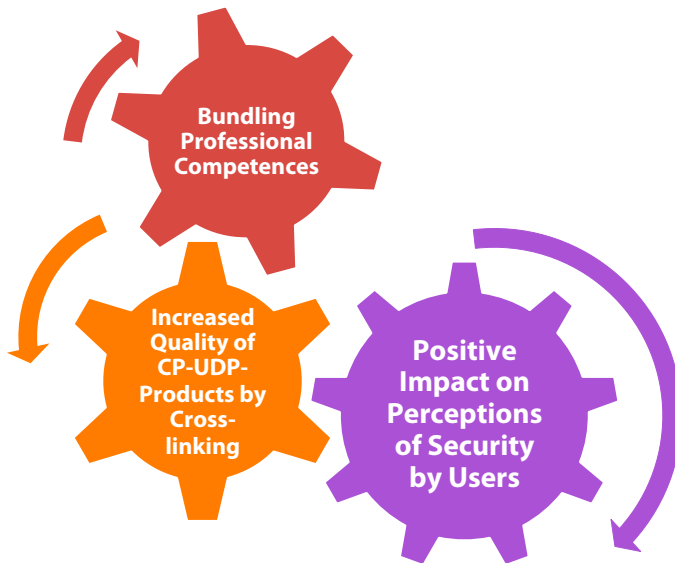 Bundling
Professional
Competences
Increased
Quality of
CP-UDP-
Products by
Cross-
linking
Positive
Impact on
Perceptions
of Security
by Users